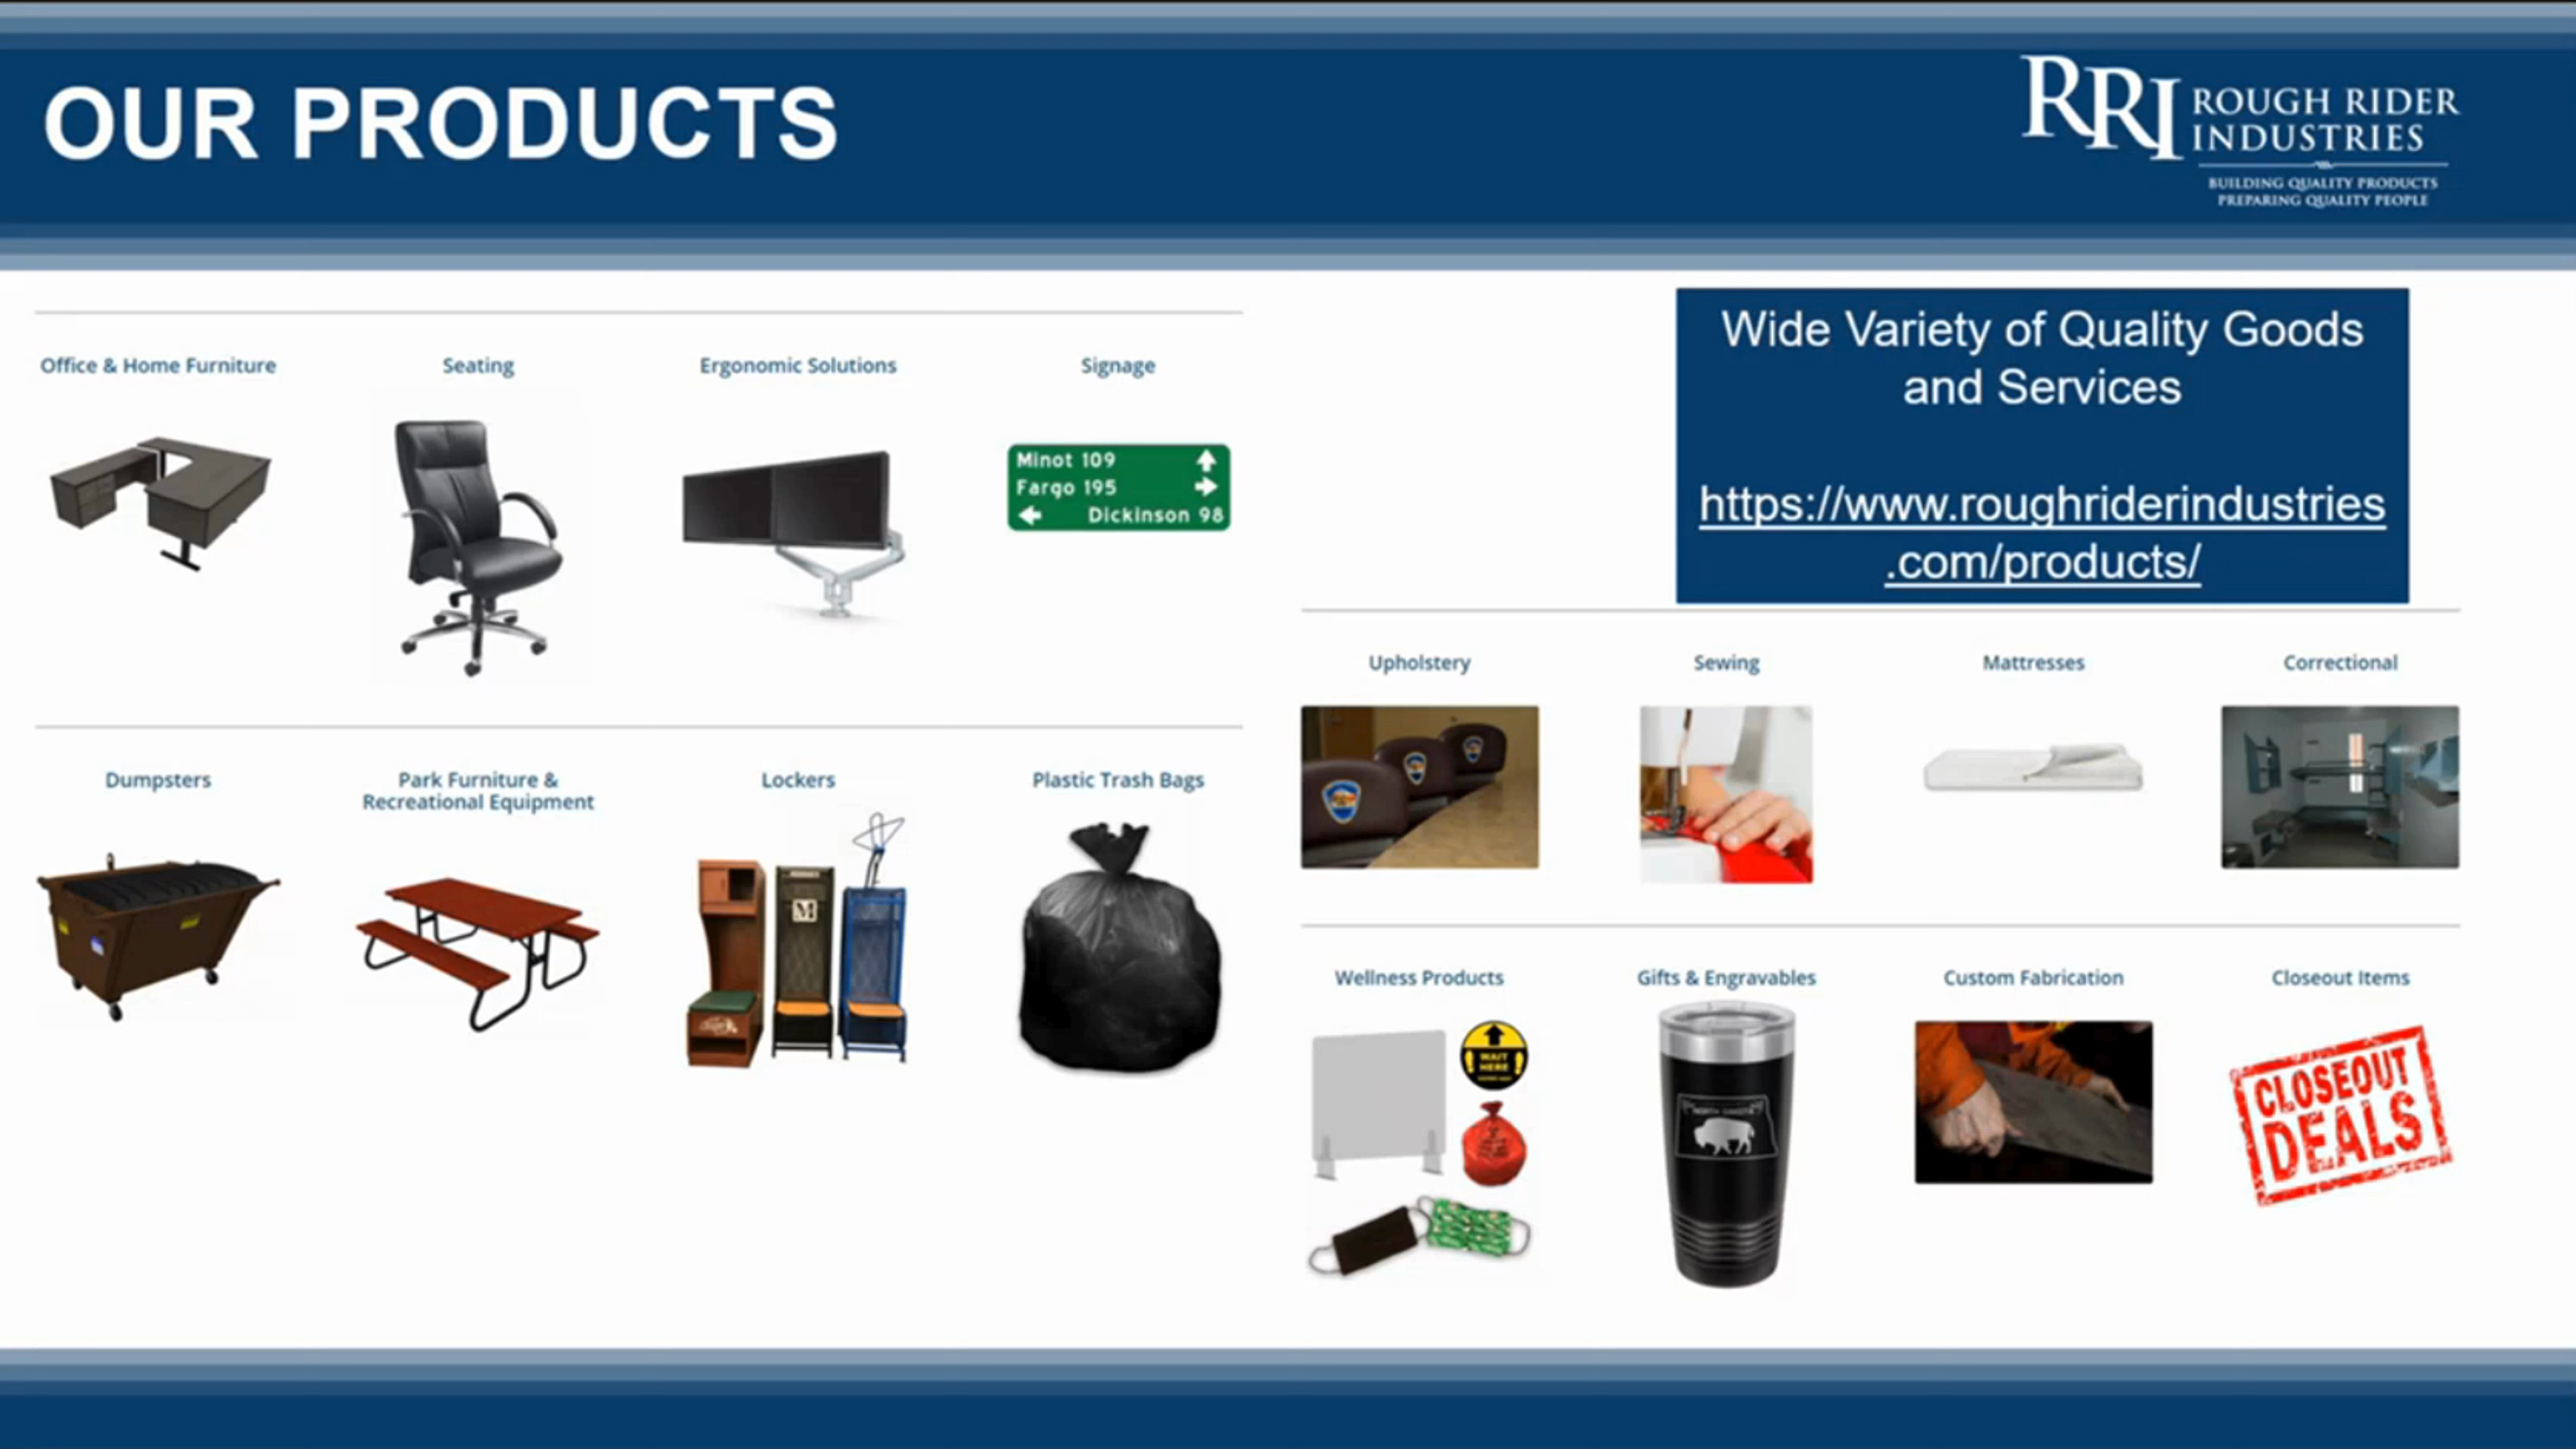 OUR PRODUCTS
RRI
ROUGH RIDER
INDUSTRIES
BUILDING QUALITY PRODUCTS
PREPARING QUALITY PEOPLE
Office & Home Furniture
Seating
Ergonomic Solutions
Signage
Minot 109
Fargo 195
Dickinson 98
Dumpsters
Park Furniture &
Recreational Equipment
Lockers
Plastic Trash Bags
M
Wide Variety of Quality Goods
and Services
https://www.roughriderindustries
.com/products/
Upholstery
Sewing
Mattresses
Correctional
Wellness Products
Gifts & Engravables
Custom Fabrication
Closeout Items
WAIT
HERE
NORTH DAKOTA
CLOSEOUT
DEALS